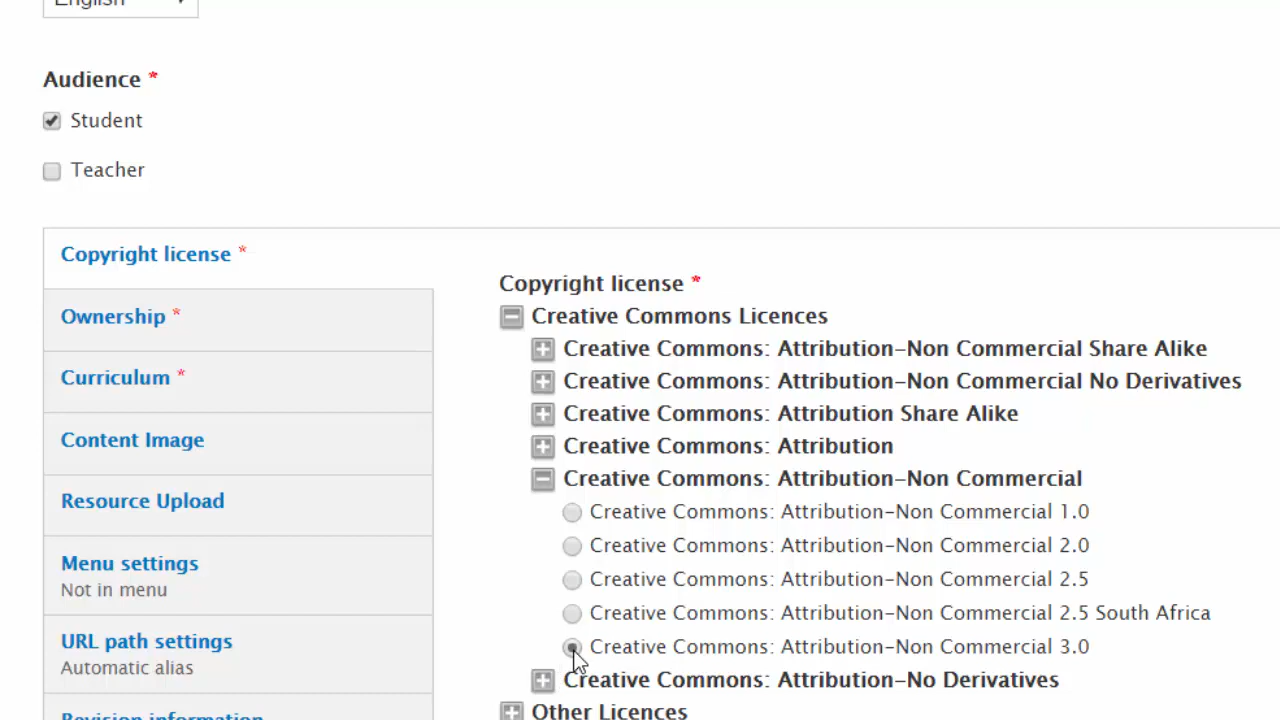 English
Audience *
Student
Teacher
Copyright license *
Ownership *
Curriculum *
Content Image
Resource Upload
Menu settings
Not in menu
URL path settings
Automatic alias
Revision information
Copyright license *
Creative Commons Licences
Creative Commons: Attribution-Non Commercial Share Alike
Creative Commons: Attribution-Non Commercial No Derivatives
Creative Commons: Attribution Share Alike
Creative Commons: Attribution
Creative Commons: Attribution-Non Commercial
Creative Commons: Attribution-Non Commercial 1.0
Creative Commons: Attribution-Non Commercial 2.0
Creative Commons: Attribution-Non Commercial 2.5
Creative Commons: Attribution-Non Commercial 2.5 South Africa
Creative Commons: Attribution-Non Commercial 3.0
Creative Commons: Attribution-No Derivatives
Other Licences